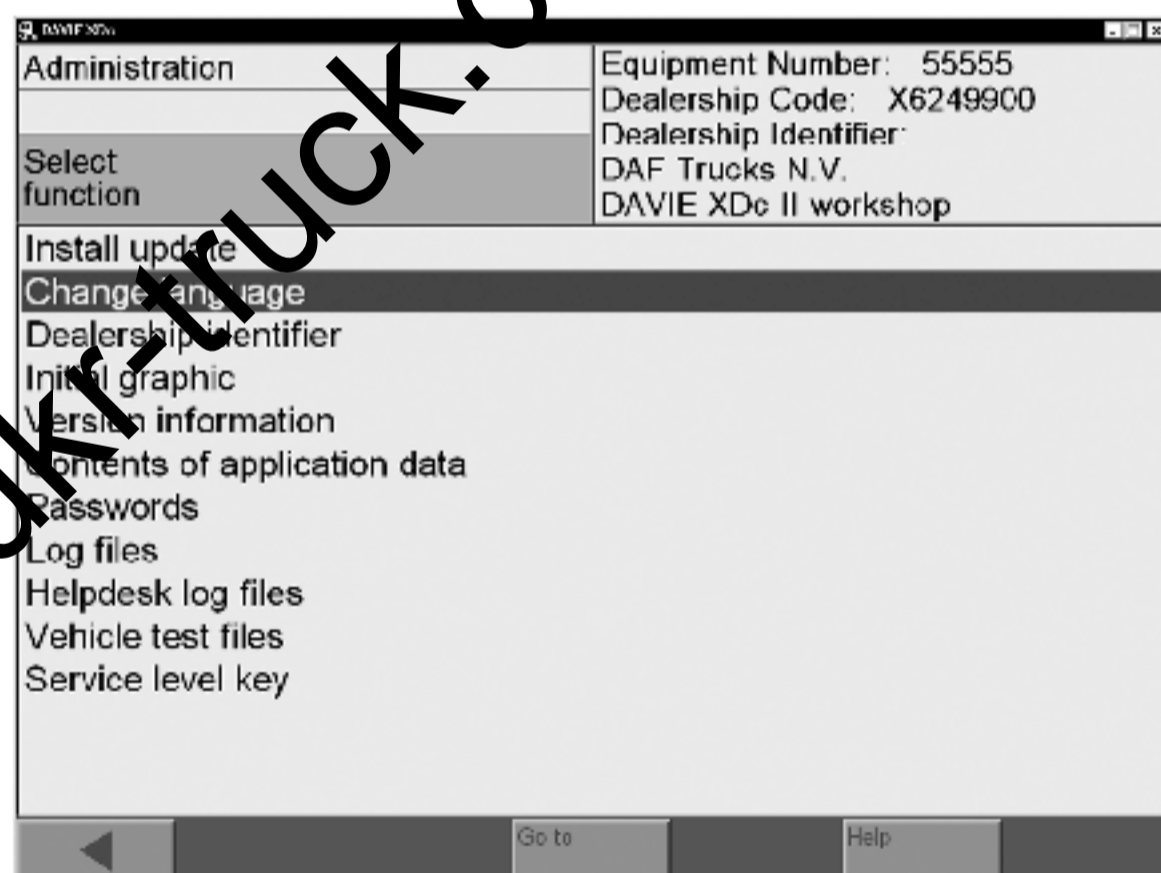 DAVIE XDc
Administration
Equipment Number: 55555
Dealership Code: X6249900
Dealership Identifier:
DAF Trucks N.V.
DAVIE XDc II workshop
Select
function
Install update
Change language
Dealership identifier
Initial graphic
Version information
Contents of application data
Passwords
Log files
Helpdesk log files
Vehicle test files
Service level key
Go to
Help
ukr-truck.